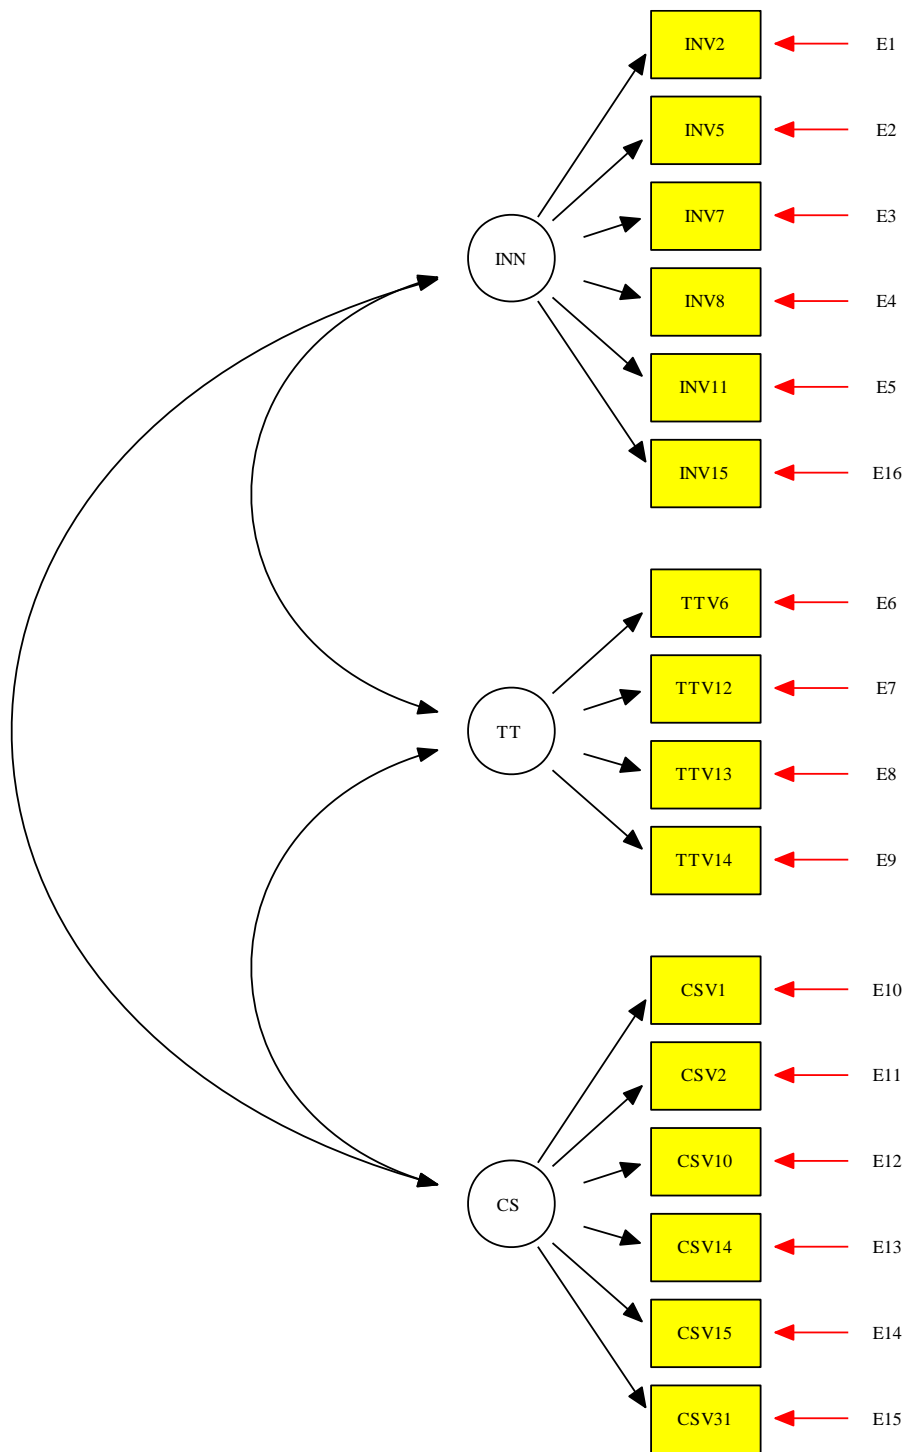 INV2 E1
INV5 E2
INV7 E3
INN
INV8 E4
INV11 E5
INV15 E16
TTV6 E6
TTV12 E7
TT
TTV13 E8
TTV14 E9
CSV1 E10
CSV2 E11
CSV10 E12
CS
CSV14 E13
CSV15 E14
CSV31 E15